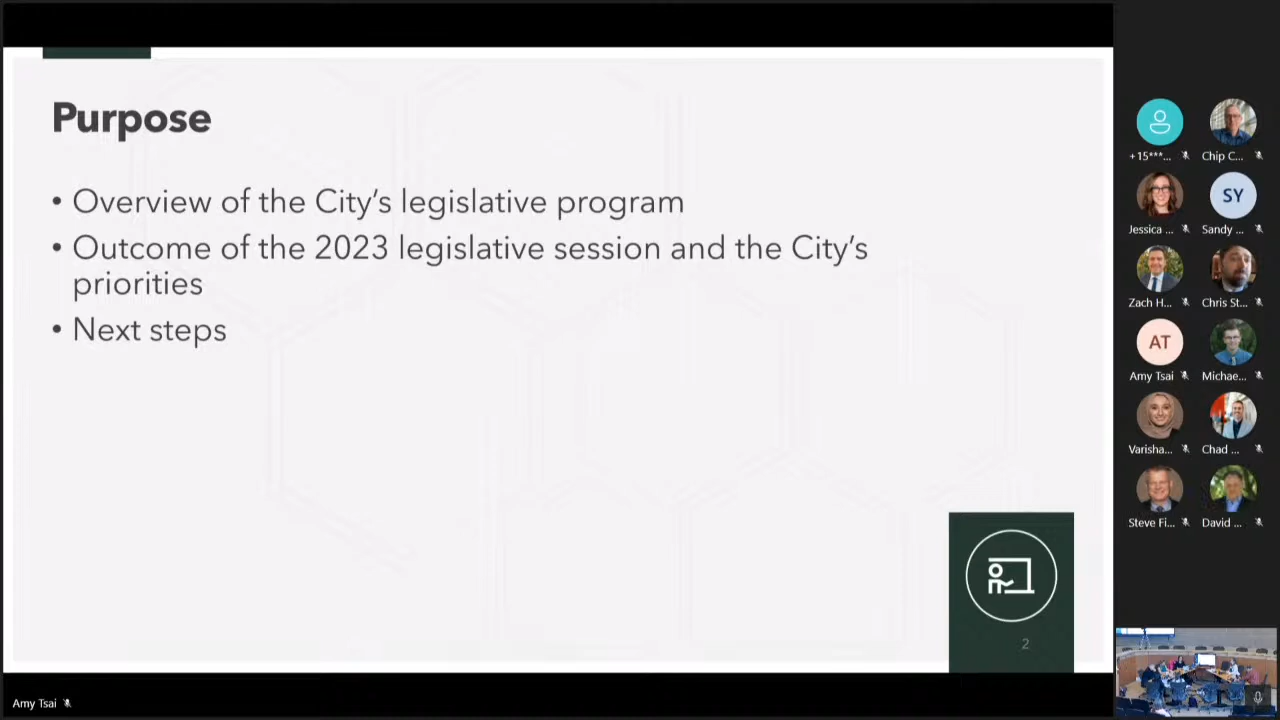 Purpose
• Overview of the City's legislative program
• Outcome of the 2023 legislative session and the City's
priorities
• Next steps
2
Amy Tsai
+15***...
Chip C...
Jessica ...
SY
Sandy ...
Zach H...
Chris St...
AT
Amy Tsai
Michae...
Varisha...
Chad ...
Steve Fi...
David ...